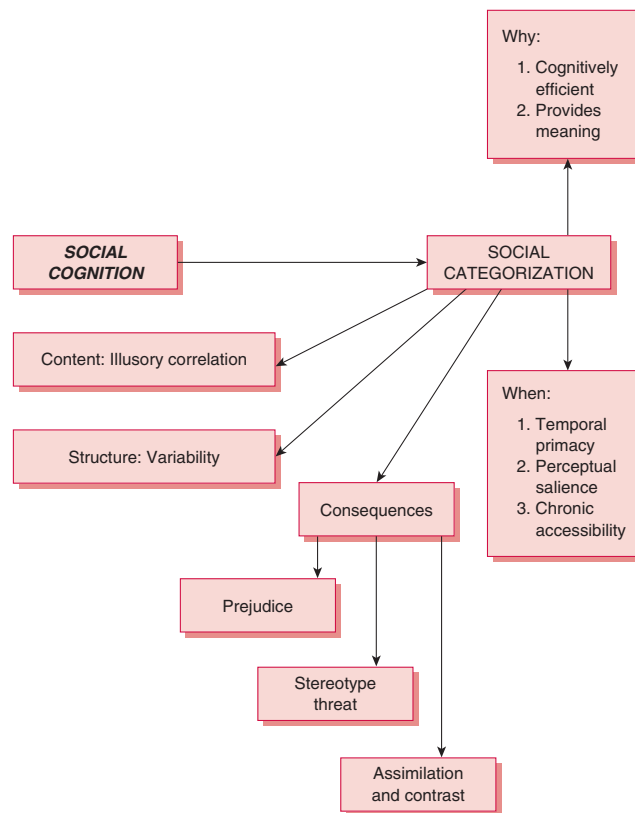 Why:
1. Cognitively
efficient
2. Provides
meaning
SOCIAL
COGNITION
SOCIAL
CATEGORIZATION
Content: Illusory correlation
Structure: Variability
When:
1. Temporal
primacy
2. Perceptual
salience
3. Chronic
accessibility
Consequences
Prejudice
Stereotype
threat
Assimilation
and contrast